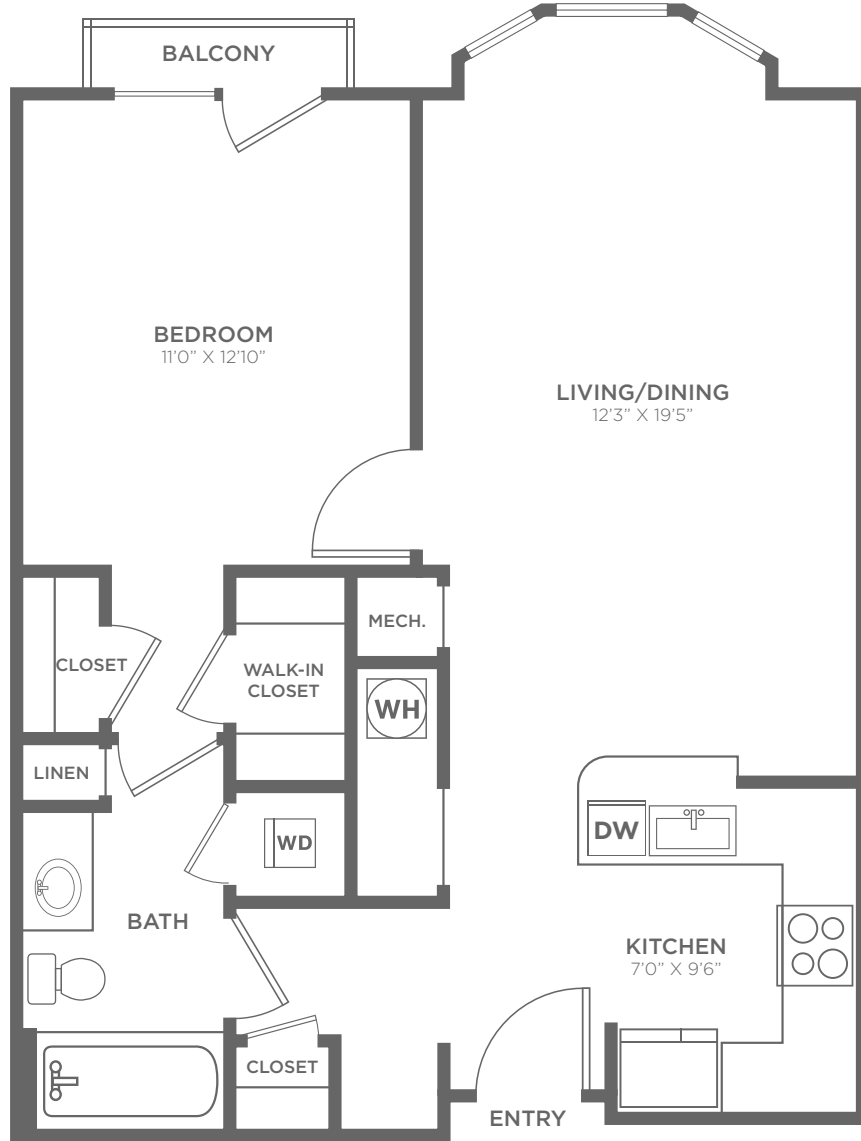 BALCONY
BEDROOM
11'0" X 12'10"
LIVING/DINING
12'3" X 19'5"
MECH.
CLOSET
WALK-IN
CLOSET
WH
LINEN
WD
DW
BATH
KITCHEN
7'0" X 9'6"
CLOSET
ENTRY